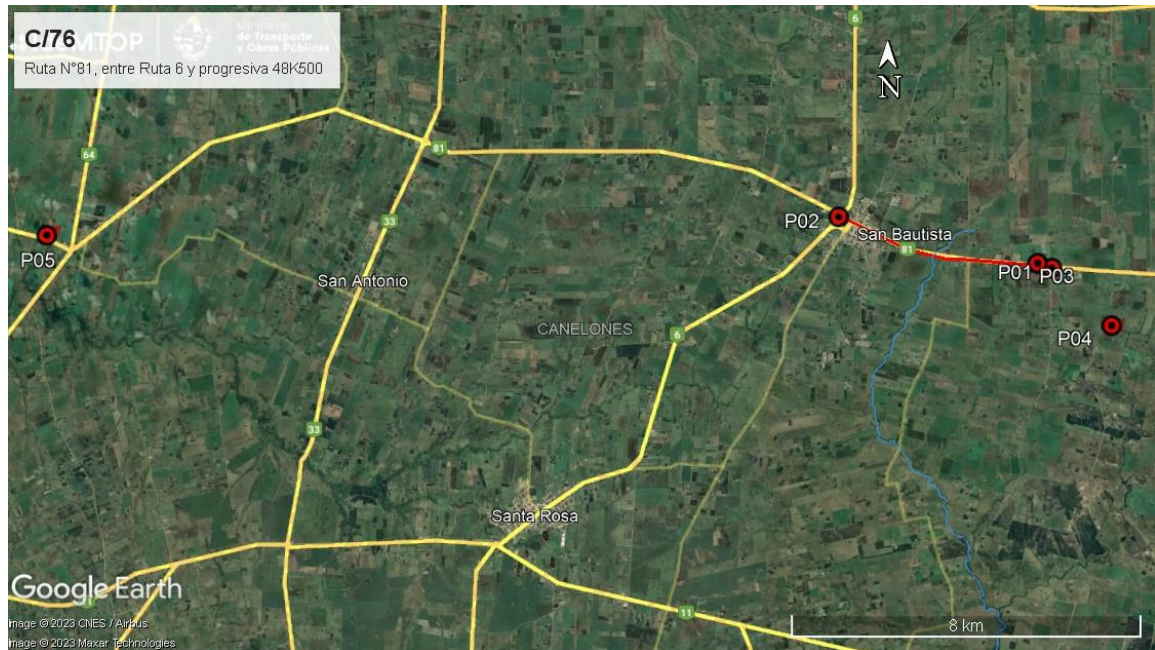 C/76
MTOP
Ministerio
de Transporte
y Obras Públicas
Ruta N°81, entre Ruta 6 y progresiva 48K500
6
N
64
81
33
P02
San Bautista
81
P05
P01
P03
San Antonio
CANELONES
6
P04
33
Santa Rosa
Google Earth
11
8 km
Image © 2023 CNES / Airbus
Image © 2023 Maxar Technologies